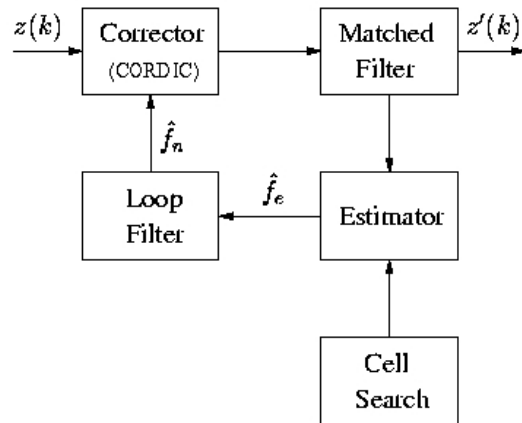 z(k)
Corrector
(CORDIC)
Matched
Filter
z'(k)
f̂ₙ
Loop
Filter
f̂ₑ
Estimator
Cell
Search